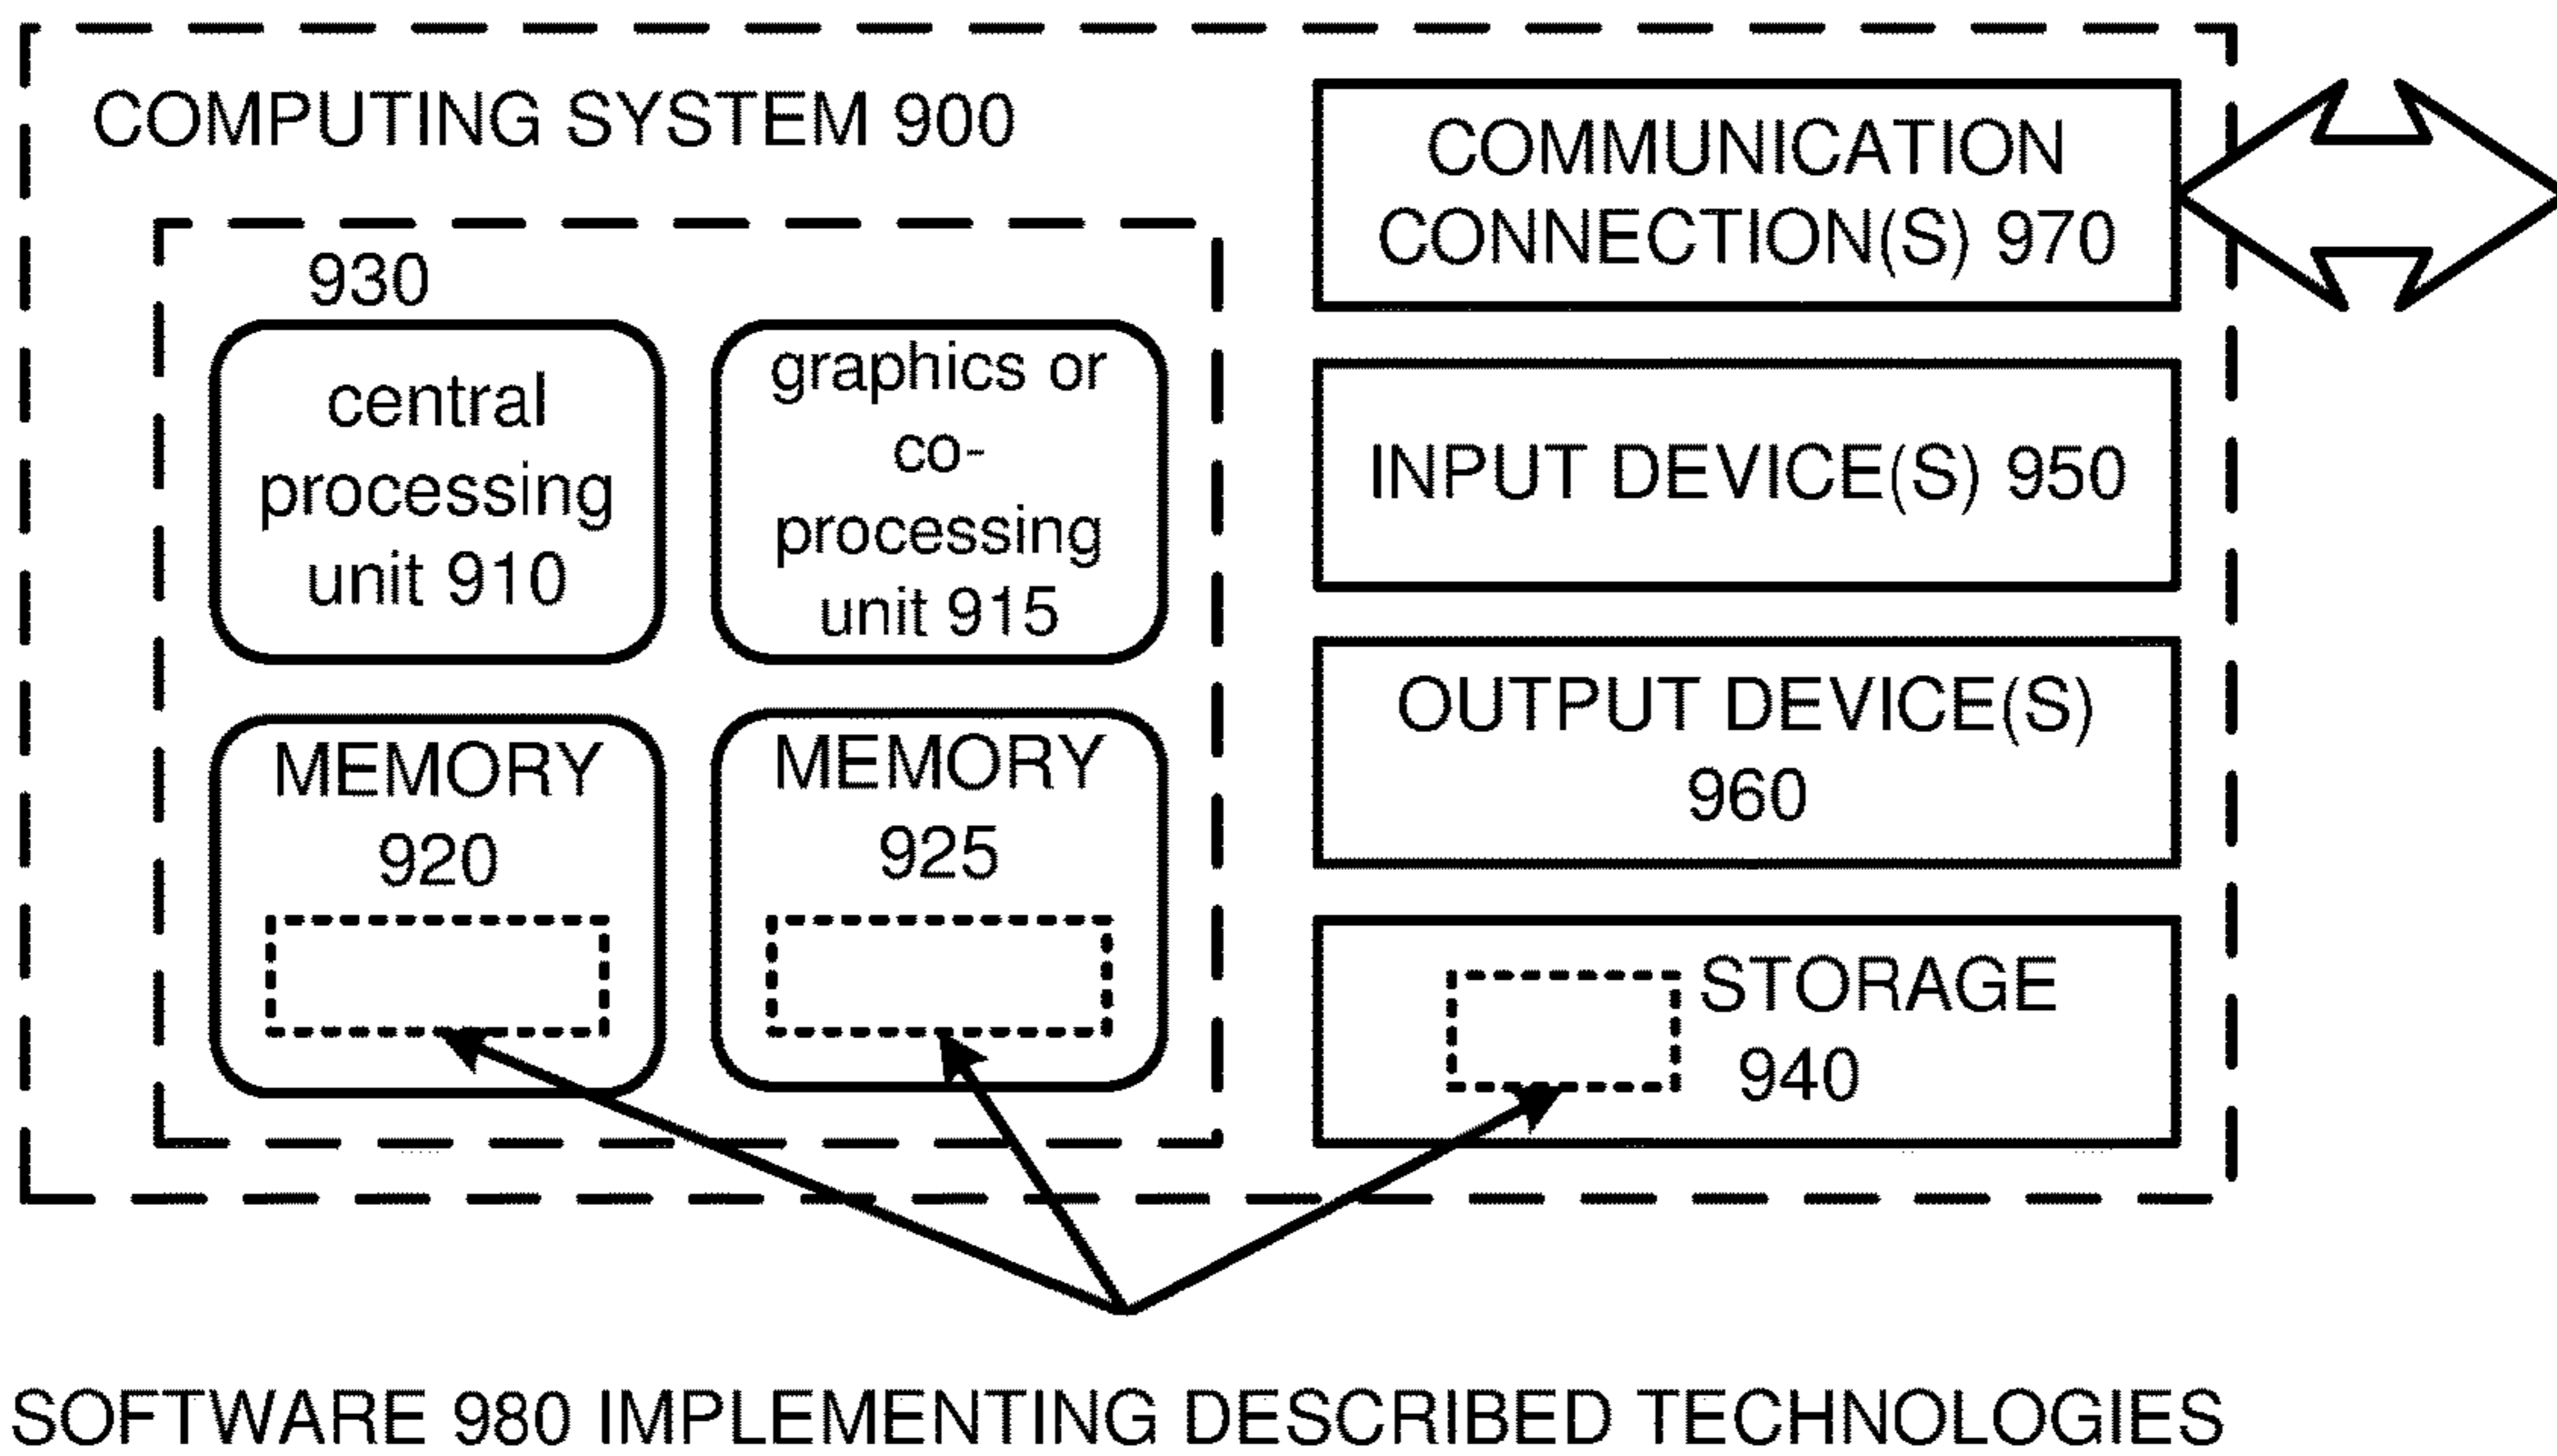 COMPUTING SYSTEM 900
930
central
processing
unit 910
graphics or
co-
processing
unit 915
MEMORY
920
MEMORY
925
COMMUNICATION
CONNECTION(S) 970
INPUT DEVICE(S) 950
OUTPUT DEVICE(S)
960
STORAGE
940
SOFTWARE 980 IMPLEMENTING DESCRIBED TECHNOLOGIES